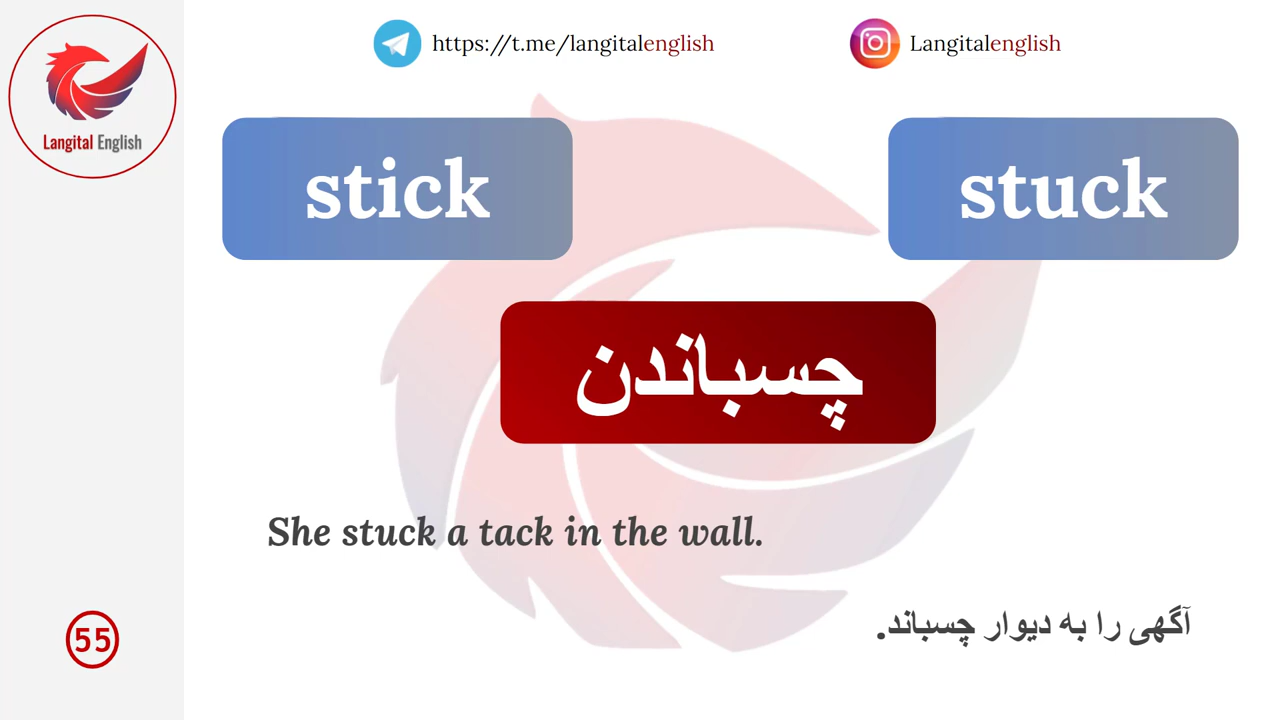 Langital English
https://t.me/langitalenglish
Langitalenglish
stick
stuck
چسباندن
She stuck a tack in the wall.
آگهی را به دیوار چسباند.
55